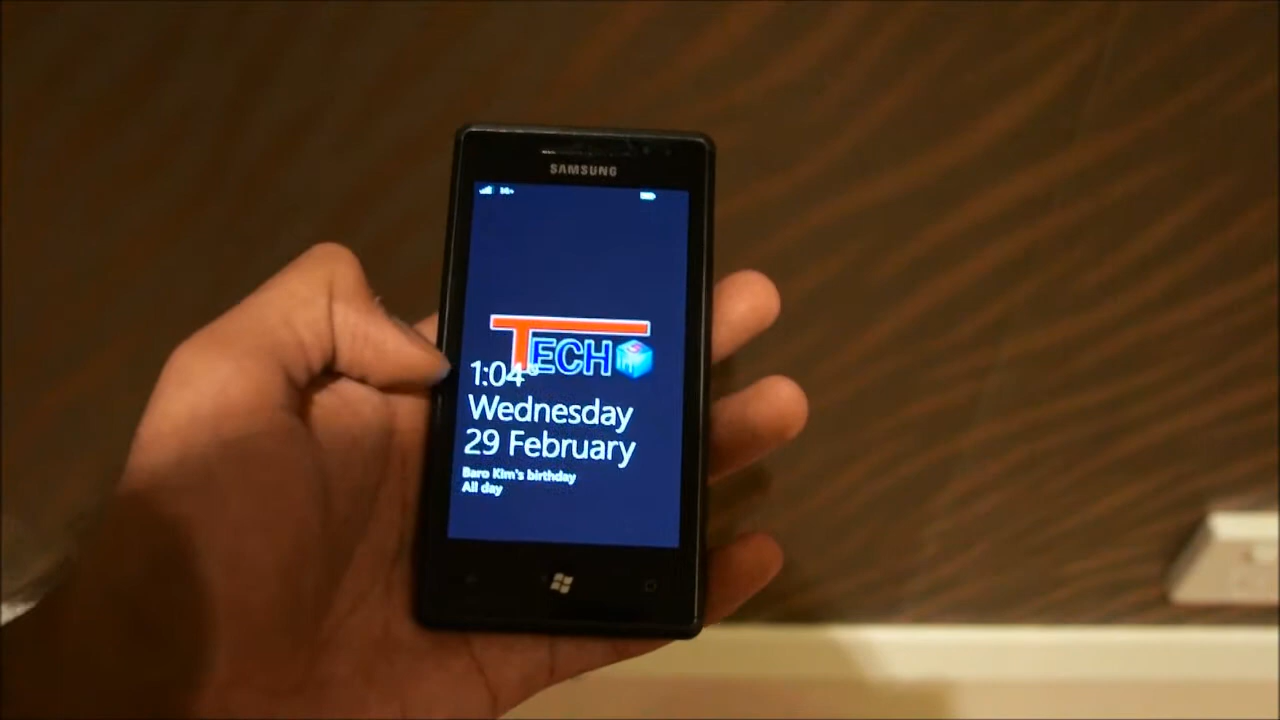 SAMSUNG
TECH
1:04
Wednesday
29 February
Baro Kim's birthday
All day